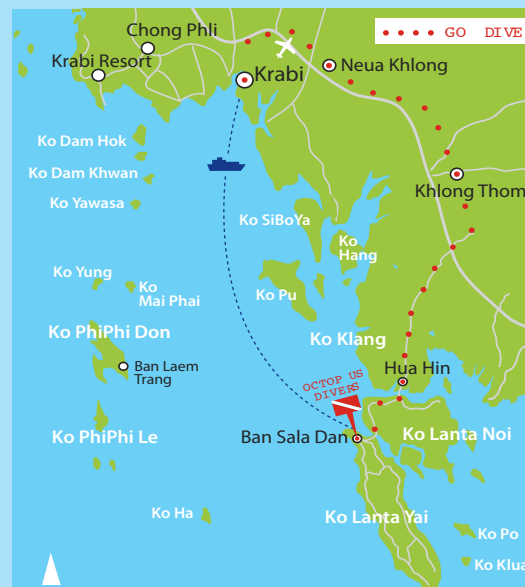 Chong Phli
GO DIVE
Krabi Resort
Krabi
Neua Khlong
Ko Dam Hok
Ko Dam Khwan
Khlong Thom
Ko Yawasa
Ko SiBoYa
Ko
Hang
Ko Yung
Ko
Mai Phai
Ko Pu
Ko PhiPhi Don
Ko Klang
Ban Laem
Trang
Hua Hin
OCTOP US
DIVERS
Ko PhiPhi Le
Ban Sala Dan
Ko Lanta Noi
Ko Ha
Ko Lanta Yai
Ko Po
Ko Klua